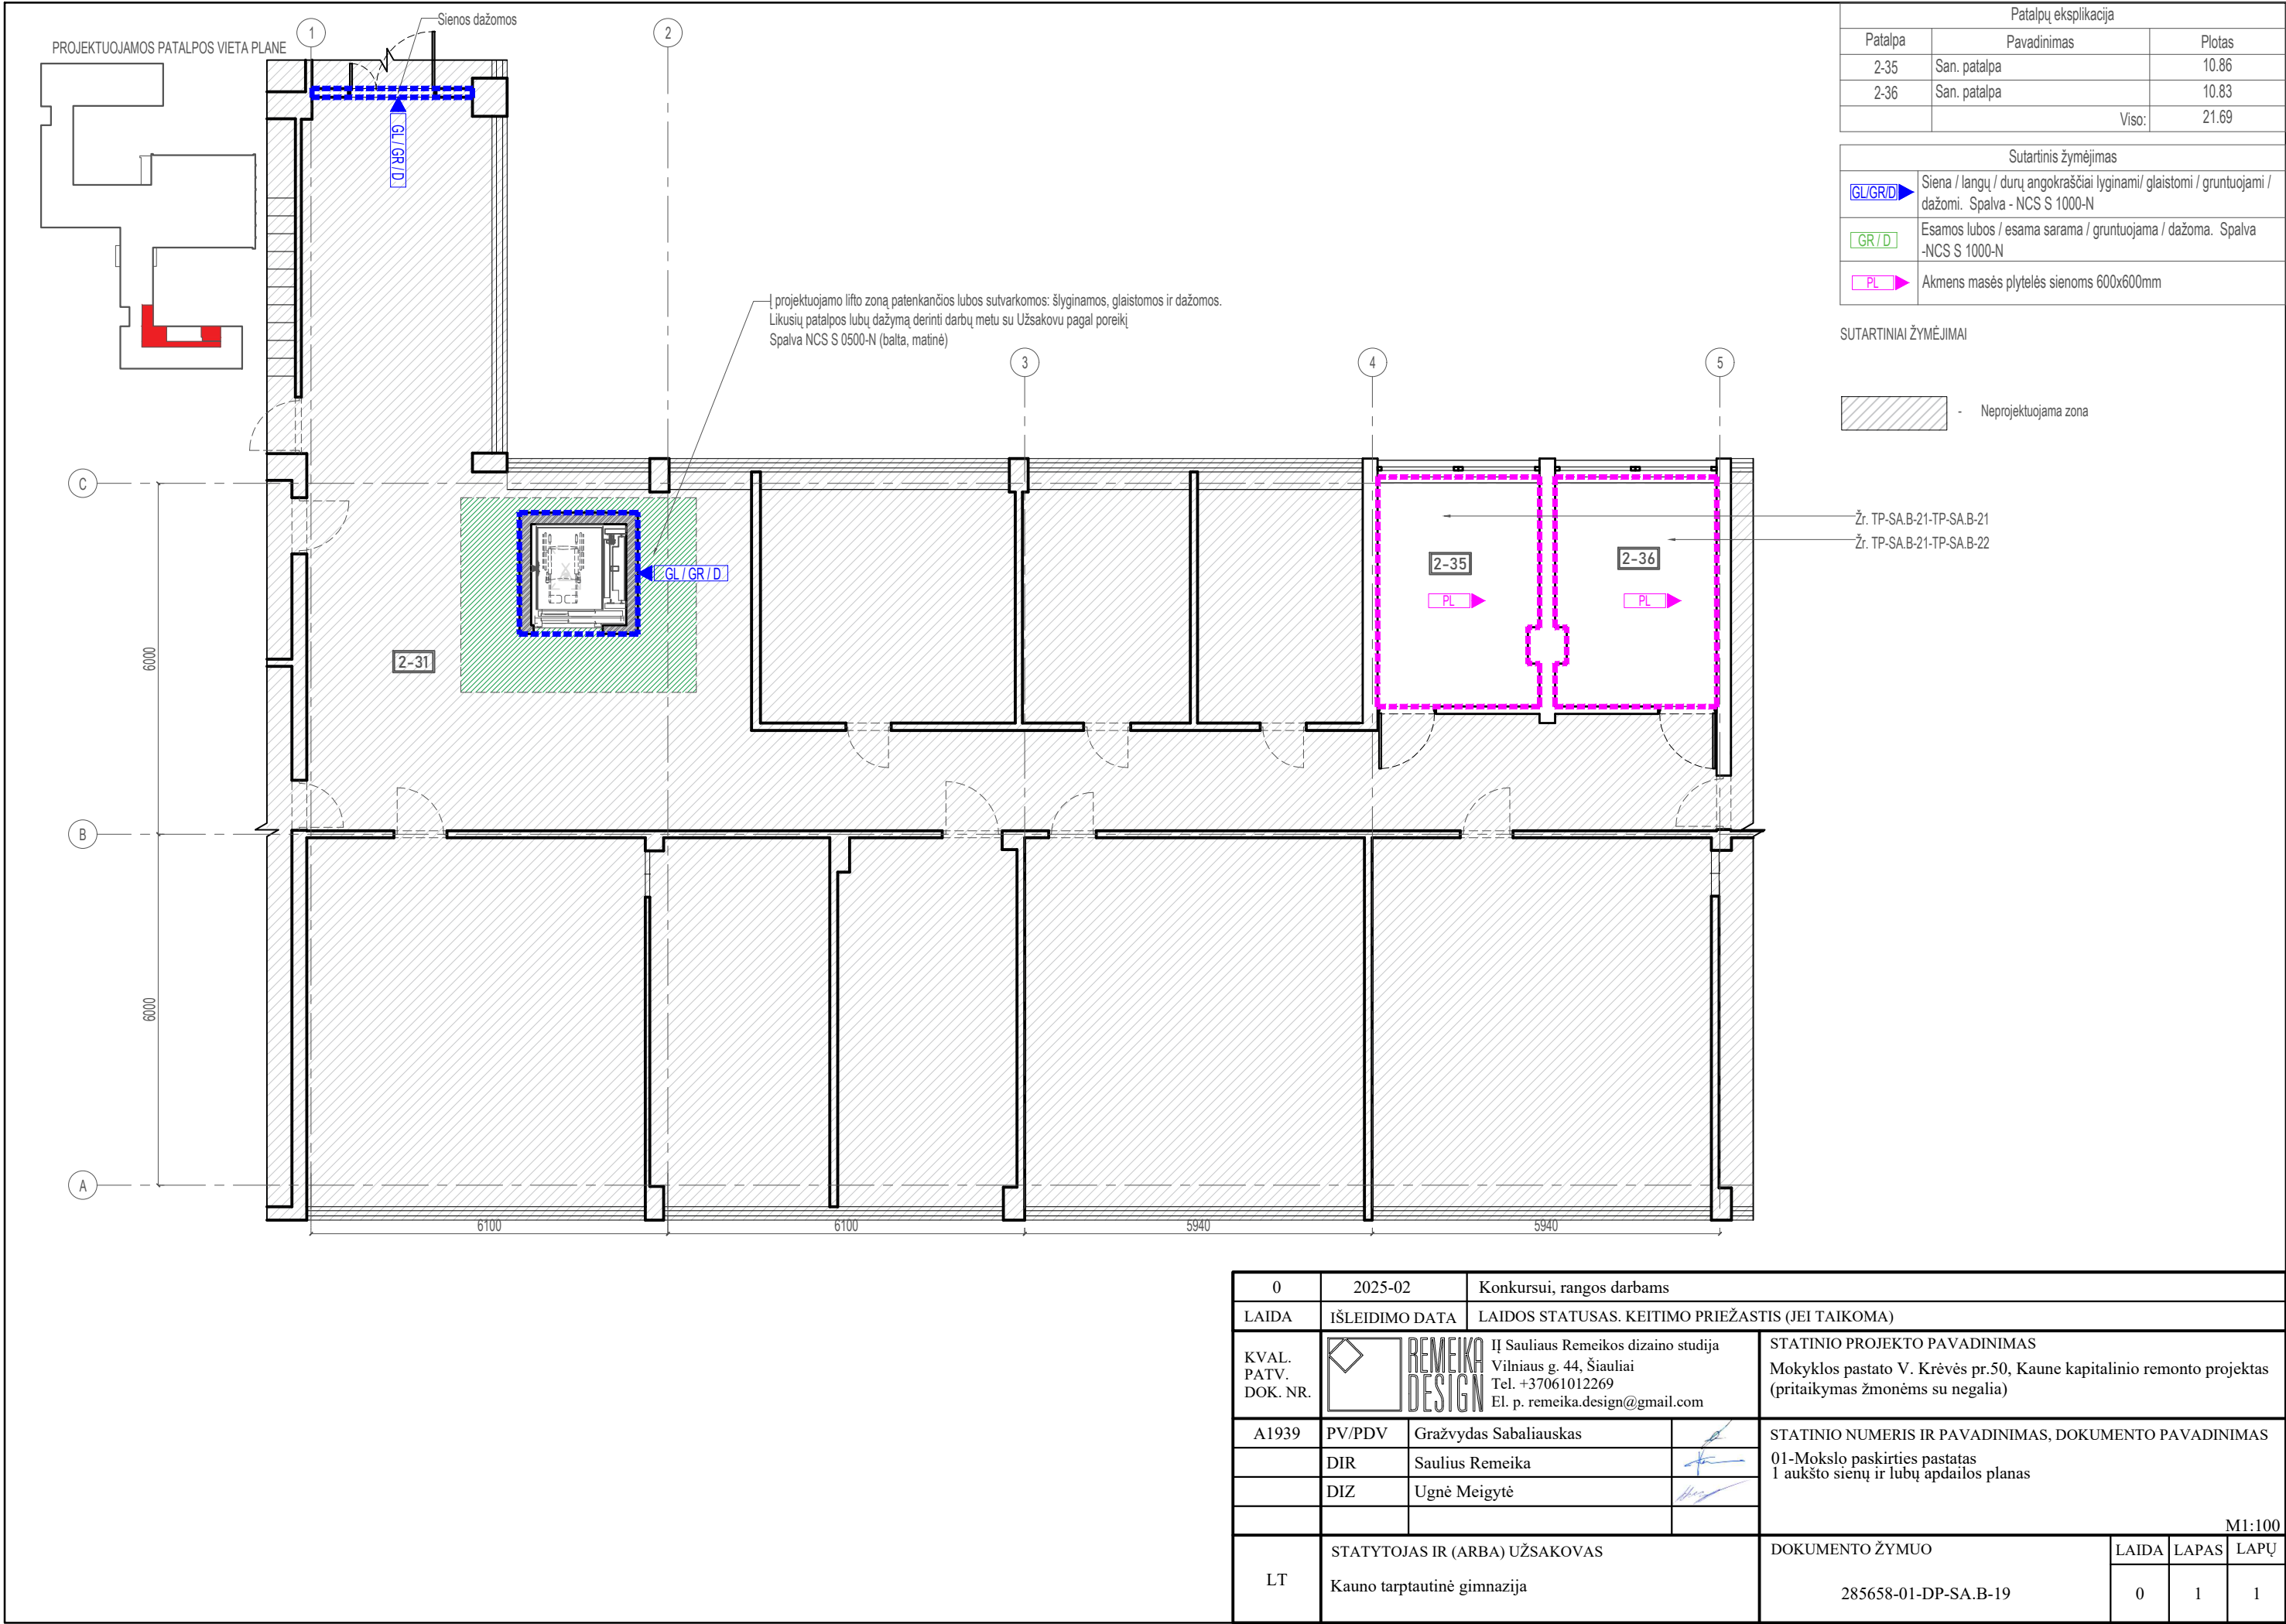 PROJEKTUOJAMOS PATALPOS VIETA PLANE
1
Sienos dažomos
2
GL / GR / D
Į projektuojamo lifto zoną patenkančios lubos sutvarkomos: šlyginamos, glaistomos ir dažomos.
Likusių patalpos lubų dažymą derinti darbų metu su Užsakovu pagal poreikį
Spalva NCS S 0500-N (balta, matinė)
3
4
5
Patalpų eksplikacija
Patalpa Pavadinimas Plotas
2-35 San. patalpa 10.86
2-36 San. patalpa 10.83
Viso: 21.69
Sutartinis žymėjimas
GL/GR/D Siena / langų / durų angokraščiai lyginami/ glaistomi / gruntuojami /
dažomi. Spalva - NCS S 1000-N
GR / D Esamos lubos / esama sarama / gruntuojama / dažoma. Spalva
-NCS S 1000-N
PL Akmens masės plytelės sienoms 600x600mm
SUTARTINIAI ŽYMĖJIMAI
- Neprojektuojama zona
C
Žr. TP-SA.B-21-TP-SA.B-21
Žr. TP-SA.B-21-TP-SA.B-22
2-35
2-36
GL / GR / D
PL
PL
2-31
6000
B
6000
A
6100
6100
5940
5940
0 2025-02 Konkursui, rangos darbams
LAIDA IŠLEIDIMO DATA LAIDOS STATUSAS. KEITIMO PRIEŽASTIS (JEI TAIKOMA)
KVAL.
PATV.
DOK. NR.
REMEIKA
DESIGN
IĮ Sauliaus Remeikos dizaino studija
Vilniaus g. 44, Šiauliai
Tel. +37061012269
El. p. remeika.design@gmail.com
STATINIO PROJEKTO PAVADINIMAS
Mokyklos pastato V. Krėvės pr.50, Kaune kapitalinio remonto projektas
(pritaikymas žmonėms su negalia)
A1939 PV/PDV Gražvydas Sabaliauskas
DIR Saulius Remeika
DIZ Ugnė Meigytė
STATINIO NUMERIS IR PAVADINIMAS, DOKUMENTO PAVADINIMAS
01-Mokslo paskirties pastatas
1 aukšto sienų ir lubų apdailos planas
M1:100
LT
STATYTOJAS IR (ARBA) UŽSAKOVAS
Kauno tarptautinė gimnazija
DOKUMENTO ŽYMUO
285658-01-DP-SA.B-19
LAIDA LAPAS LAPŲ
0 1 1